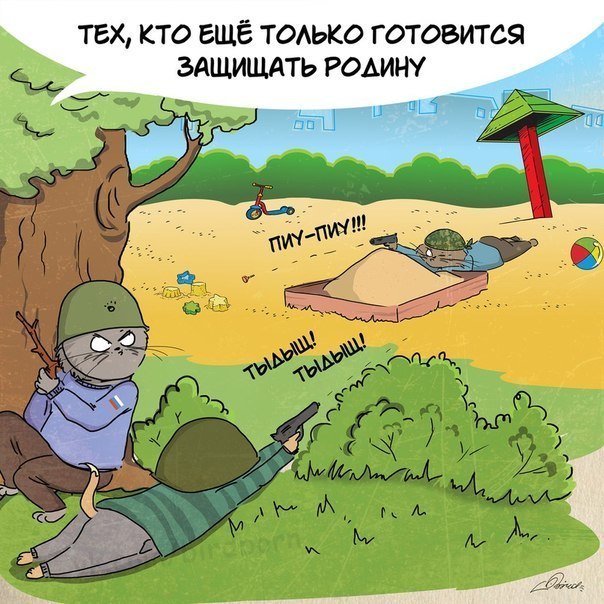 ТЕХ, КТО ЕЩЁ ТОЛЬКО ГОТОВИТСЯ
ЗАЩИЩАТЬ РОДИНУ
ПИУ-ПИУ!!!
ТЫДЫЩ!
ТЫДЫЩ!